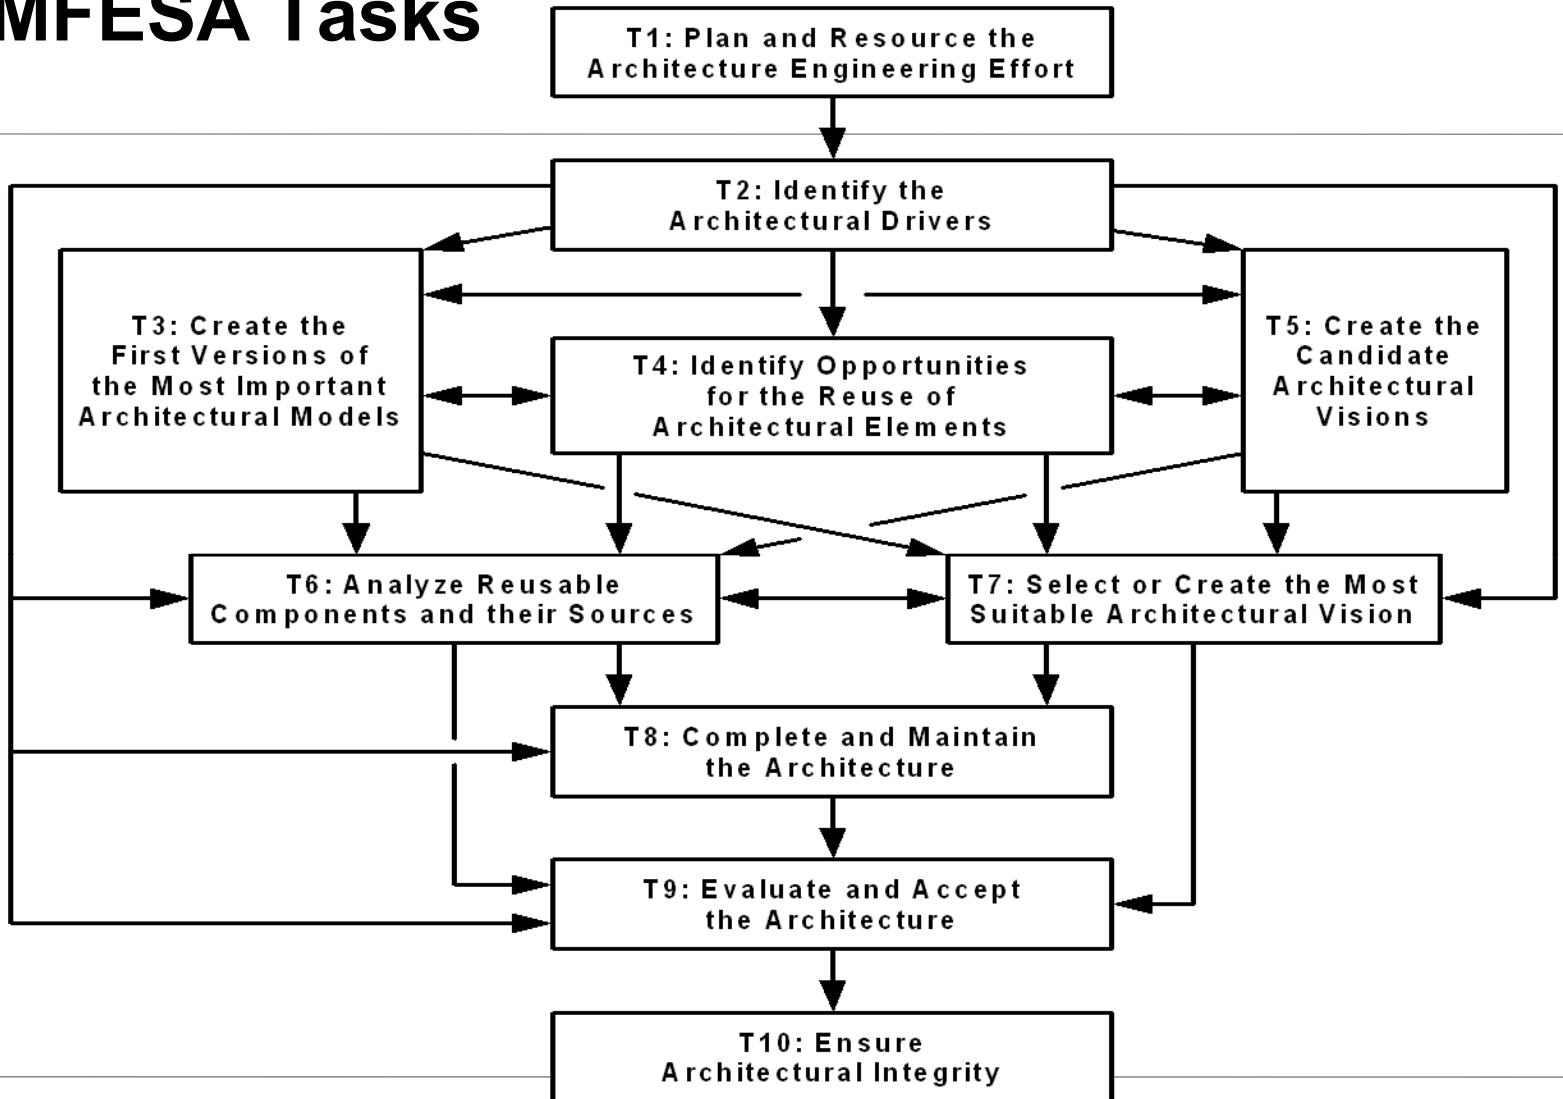 MFESA Tasks
T1: Plan and Resource the
Architecture Engineering Effort
T2: Identify the
Architectural Drivers
T3: Create the
First Versions of
the Most Important
Architectural Models
T4: Identify Opportunities
for the Reuse of
Architectural Elements
T5: Create the
Candidate
Architectural
Visions
T6: Analyze Reusable
Components and their Sources
T7: Select or Create the Most
Suitable Architectural Vision
T8: Complete and Maintain
the Architecture
T9: Evaluate and Accept
the Architecture
T10: Ensure
Architectural Integrity